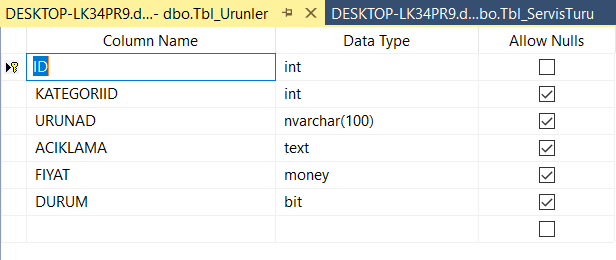 DESKTOP-LK34PR9.d...- dbo.Tbl_Urunler DESKTOP-LK34PR9.d...bo.Tbl_ServisTuru
Column Name Data Type Allow Nulls
ID int
KATEGORIID int
URUNAD nvarchar(100)
ACIKLAMA text
FIYAT money
DURUM bit